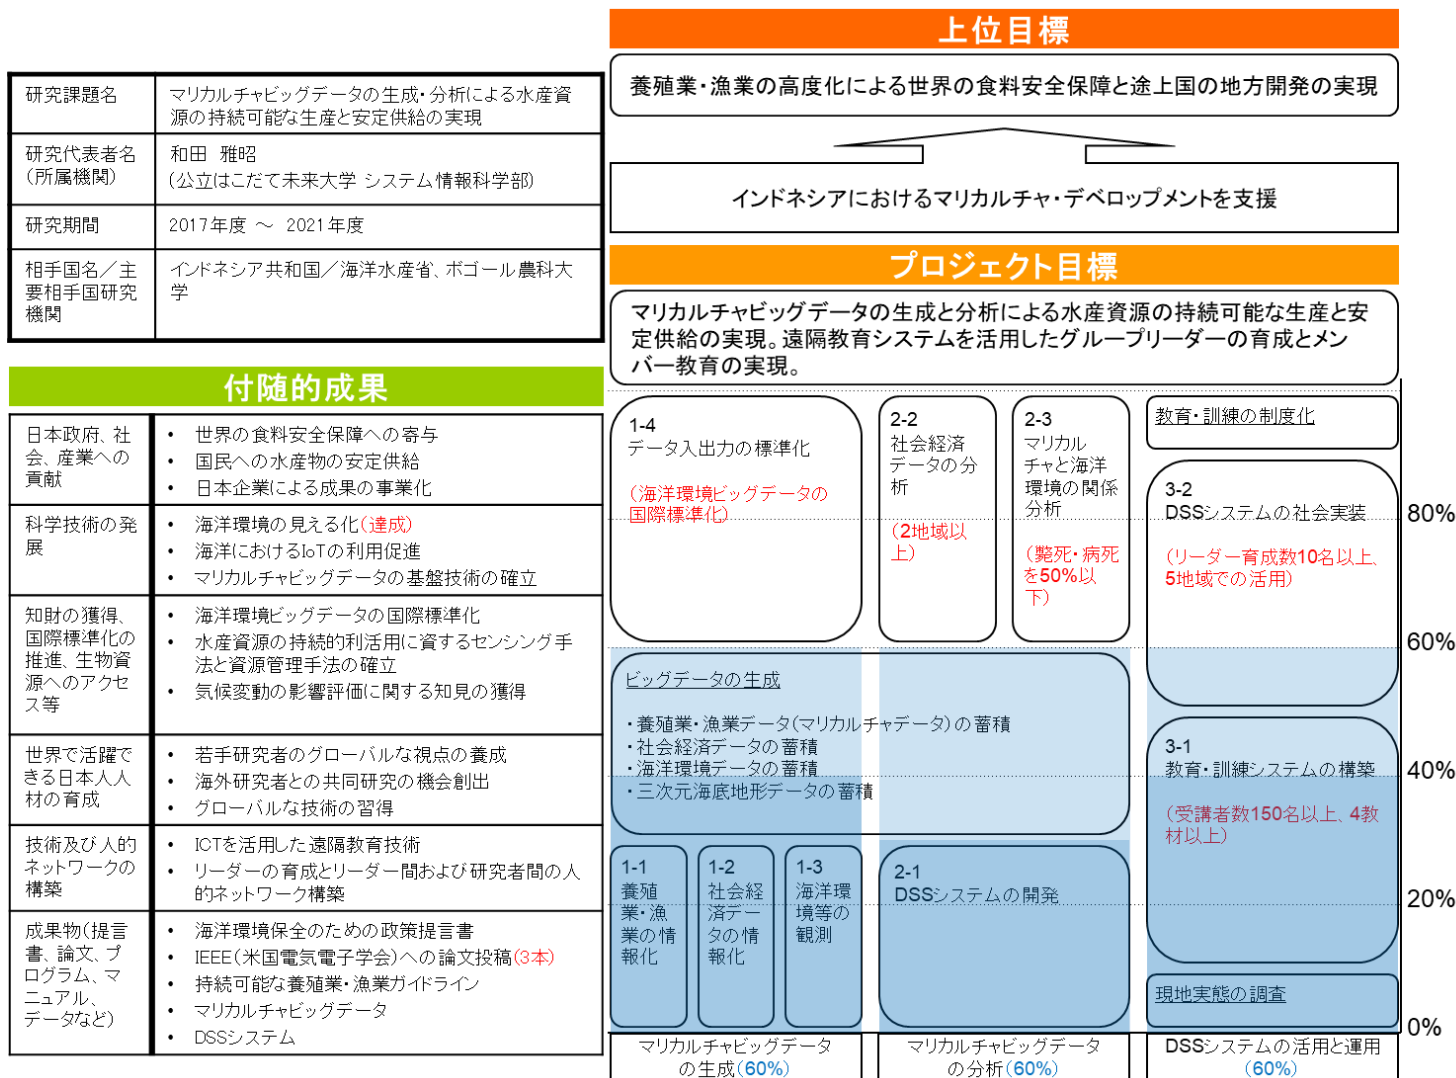 研究課題名
マリカルチャビッグデータの生成・分析による水産資
源の持続可能な生産と安定供給の実現
研究代表者名
(所属機関)
和田 雅昭
(公立はこだて未来大学 システム情報科学部)
研究期間
2017年度 ～ 2021年度
相手国名／主
要相手国研究
機関
インドネシア共和国／海洋水産省、ボゴール農科大
学
付随的成果
日本政府、社
会、産業への
貢献
• 世界の食料安全保障への寄与
• 国民への水産物の安定供給
• 日本企業による成果の事業化
科学技術の発
展
• 海洋環境の見える化(達成)
• 海洋におけるIoTの利用促進
• マリカルチャビッグデータの基盤技術の確立
知財の獲得、
国際標準化の
推進、生物資
源へのアクセ
ス等
• 海洋環境ビッグデータの国際標準化
• 水産資源の持続的利活用に資するセンシング手
法と資源管理手法の確立
• 気候変動の影響評価に関する知見の獲得
世界で活躍で
きる日本人人
材の育成
• 若手研究者のグローバルな視点の養成
• 海外研究者との共同研究の機会創出
• グローバルな技術の習得
技術及び人的
ネットワークの
構築
• ICTを活用した遠隔教育技術
• リーダーの育成とリーダー間および研究者間の人
的ネットワーク構築
成果物(提言
書、論文、プ
ログラム、マ
ニュアル、
データなど)
• 海洋環境保全のための政策提言書
• IEEE(米国電気電子学会)への論文投稿(3本)
• 持続可能な養殖業・漁業ガイドライン
• マリカルチャビッグデータ
• DSSシステム
上位目標
養殖業・漁業の高度化による世界の食料安全保障と途上国の地方開発の実現
インドネシアにおけるマリカルチャ・デベロップメントを支援
プロジェクト目標
マリカルチャビッグデータの生成と分析による水産資源の持続可能な生産と安
定供給の実現。遠隔教育システムを活用したグループリーダーの育成とメン
バー教育の実現。
1-4
データ入出力の標準化
(海洋環境ビッグデータの
国際標準化)
2-2
社会経済
データの分
析
(2地域以
上)
2-3
マリカル
チャと海洋
環境の関係
分析
(斃死・病死
を50%以
下)
教育・訓練の制度化
3-2
DSSシステムの社会実装
(リーダー育成数10名以上、
5地域での活用)
80%
60%
ビッグデータの生成
・養殖業・漁業データ(マリカルチャデータ)の蓄積
・社会経済データの蓄積
・海洋環境データの蓄積
・三次元海底地形データの蓄積
3-1
教育・訓練システムの構築
(受講者数150名以上、4教
材以上)
40%
1-1
養殖
業・漁
業の情
報化
1-2
社会経
済デー
タの情
報化
1-3
海洋環
境等の
観測
2-1
DSSシステムの開発
20%
現地実態の調査
0%
マリカルチャビッグデータ
の生成(60%)
マリカルチャビッグデータ
の分析(60%)
DSSシステムの活用と運用
(60%)